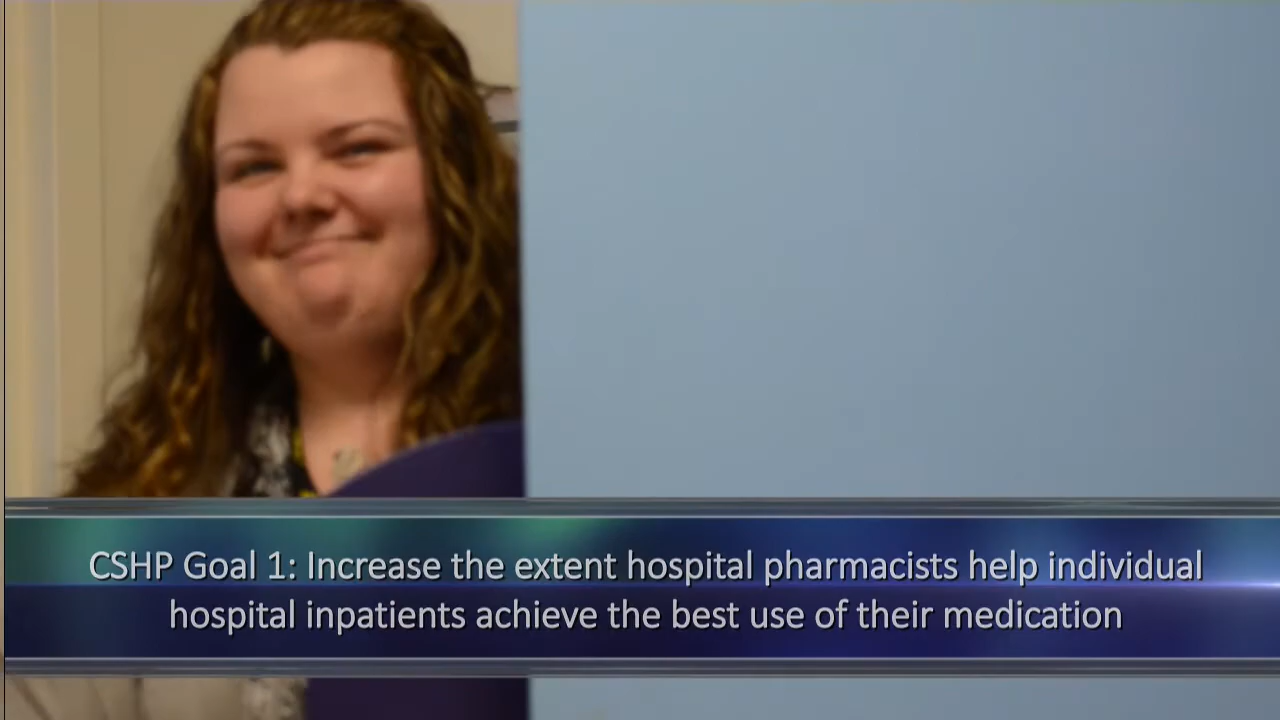 CSHP Goal 1: Increase the extent hospital pharmacists help individual
hospital inpatients achieve the best use of their medication